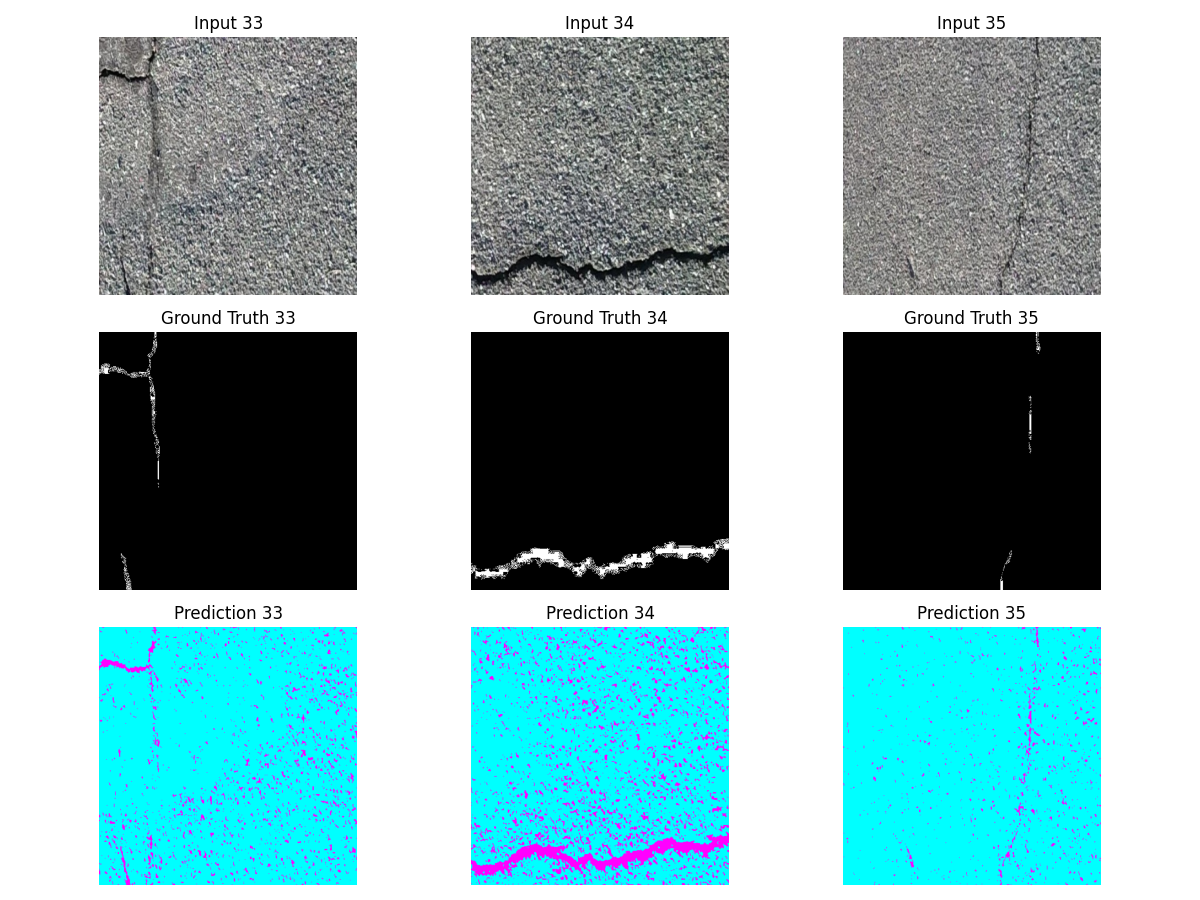 Input 33
Input 34
Input 35
Ground Truth 33
Ground Truth 34
Ground Truth 35
Prediction 33
Prediction 34
Prediction 35